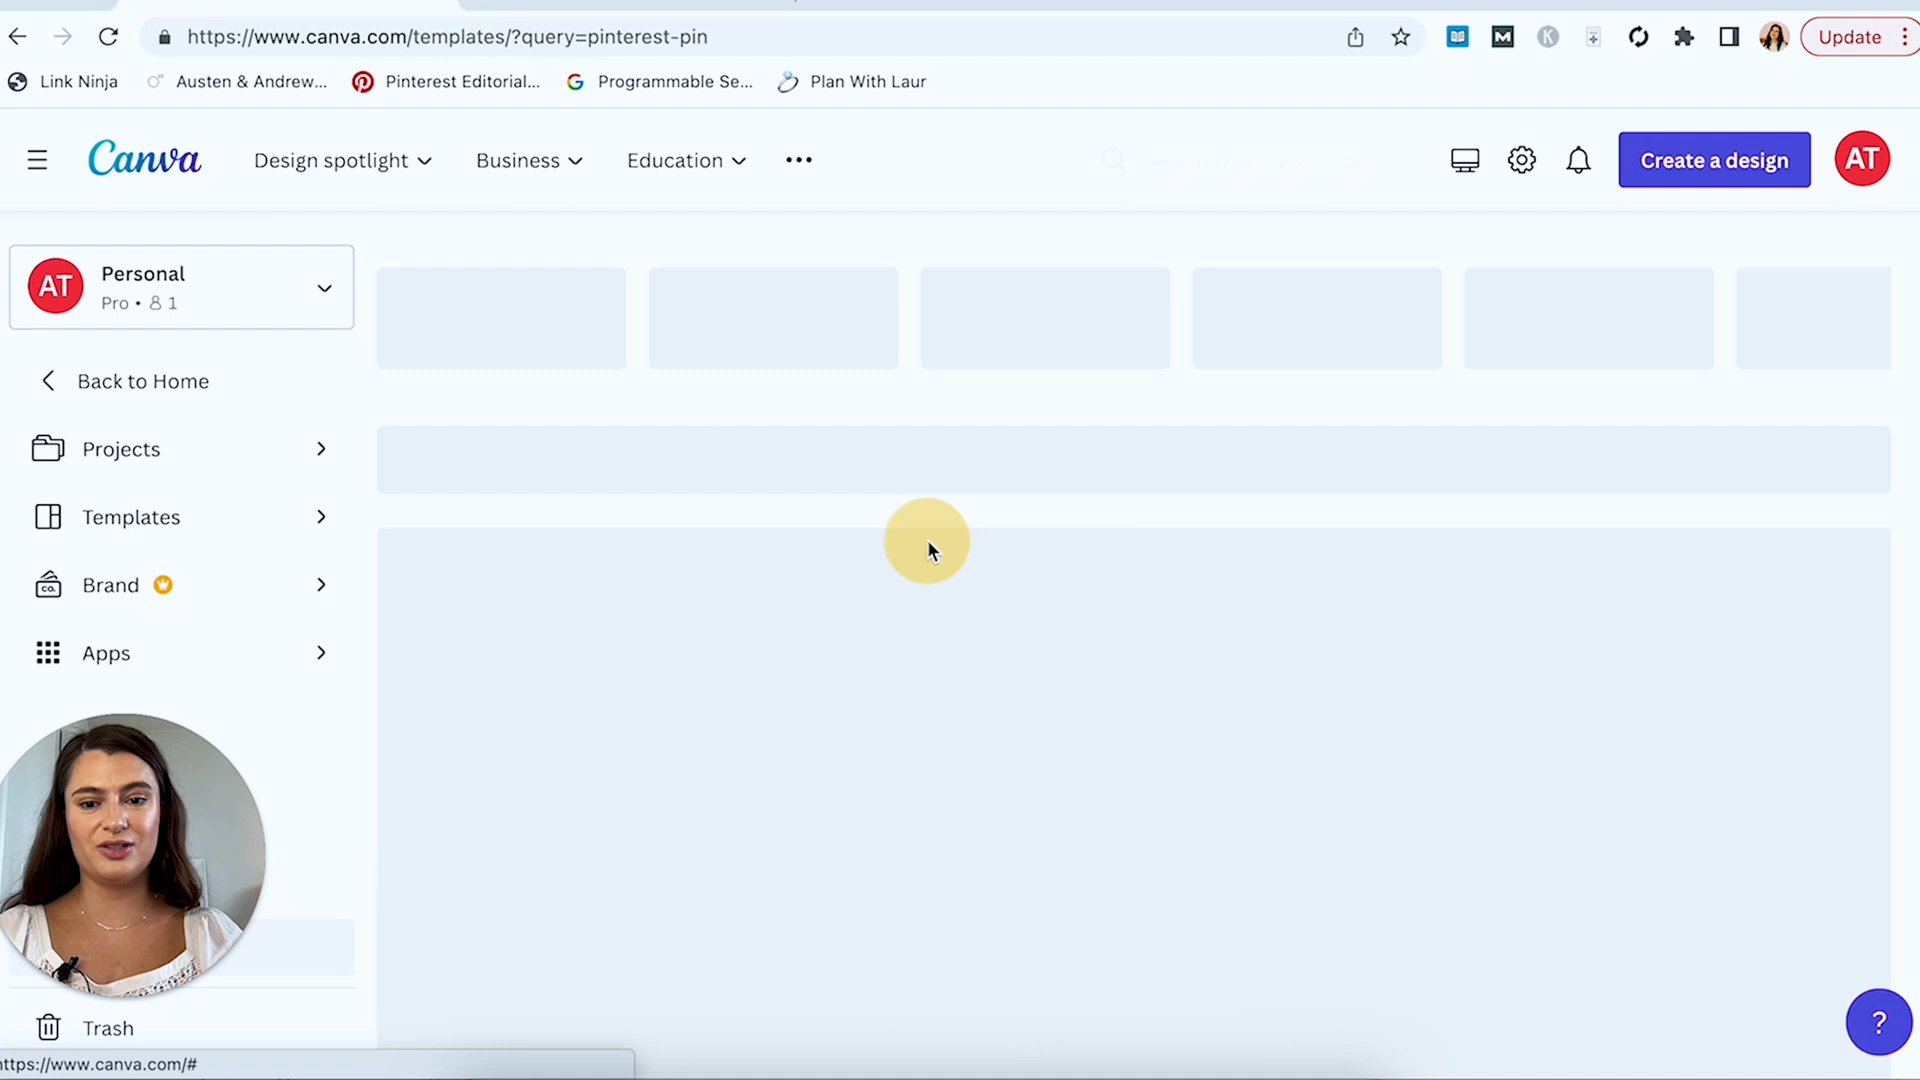 https://www.canva.com/templates/?query=pinterest-pin
Update
Link Ninja
Austen & Andrew...
Pinterest Editorial...
Programmable Se...
Plan With Laur
Canva
Design spotlight
Business
Education
Create a design
AT
AT
Personal
Pro • 1
Back to Home
Projects
Templates
CO.
Brand
Apps
Trash
?
https://www.canva.com/#